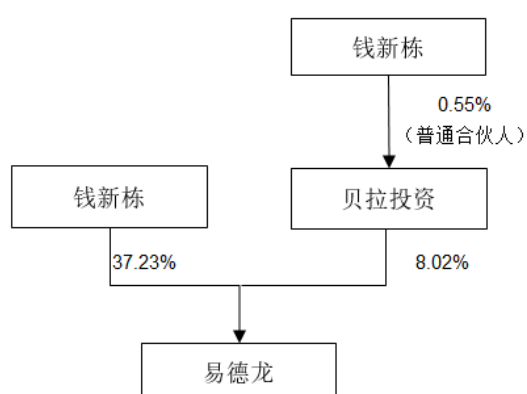 钱新栋
0.55%
（普通合伙人）
钱新栋
贝拉投资
37.23%
8.02%
易德龙